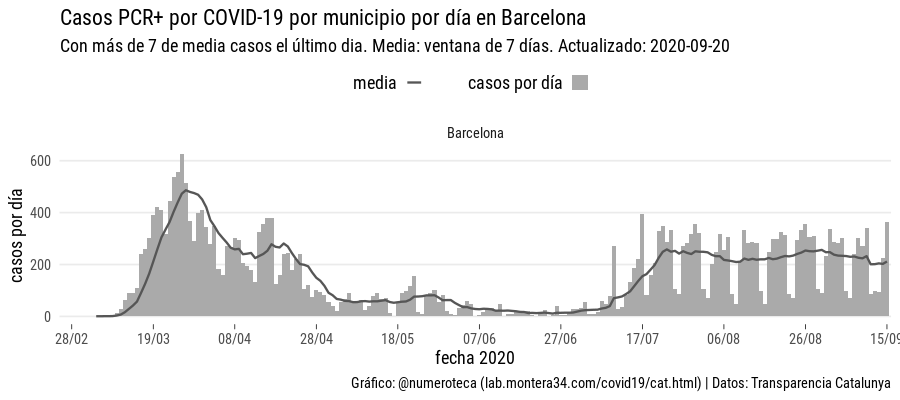 Casos PCR+ por COVID-19 por municipio por día en Barcelona
Con más de 7 de media casos el último dia. Media: ventana de 7 días. Actualizado: 2020-09-20
media casos por día
Barcelona
600
400
200
0
casos por día
28/02 19/03 08/04 28/04 18/05 07/06 27/06 17/07 06/08 26/08 15/09
fecha 2020
Gráfico: @numeroteca (lab.montera34.com/covid19/cat.html) | Datos: Transparencia Catalunya